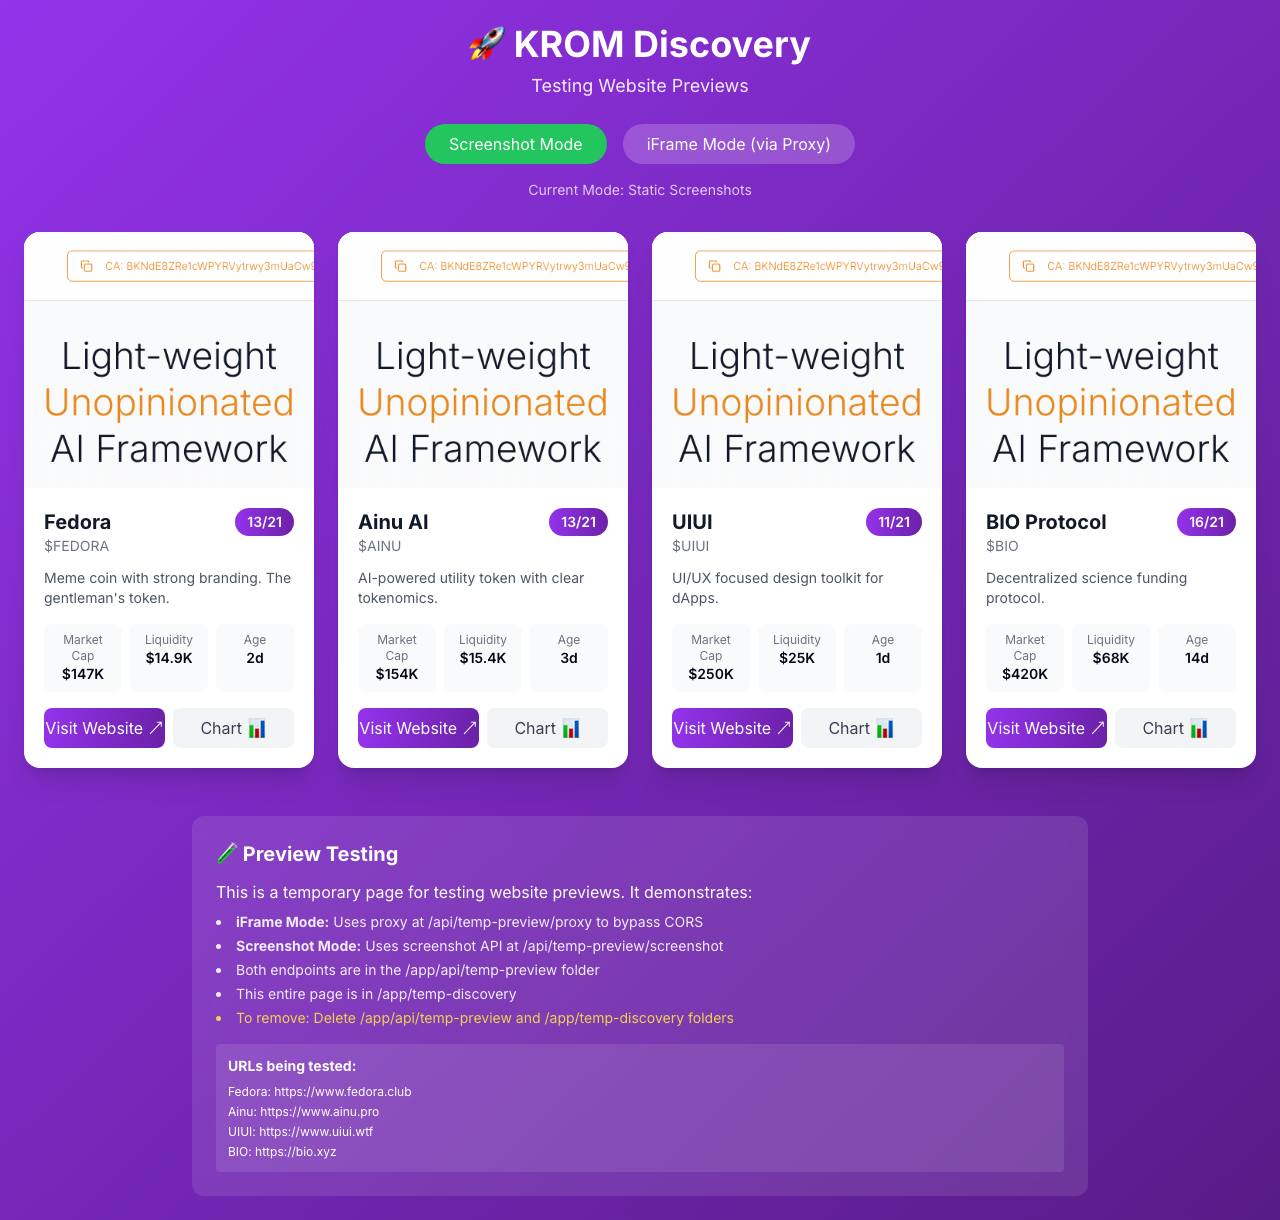 🚀 KROM Discovery
Testing Website Previews
Screenshot Mode
iFrame Mode (via Proxy)
Current Mode: Static Screenshots
CA: BKNdE8ZRe1cWPYRVytrwy3mUaCw9
Light-weight
Unopinionated
AI Framework
Fedora
13/21
$FEDORA
Meme coin with strong branding. The
gentleman's token.
Market
Cap
$147K
Liquidity
$14.9K
Age
2d
Visit Website ↗
Chart 📊
CA: BKNdE8ZRe1cWPYRVytrwy3mUaCw9
Light-weight
Unopinionated
AI Framework
Ainu AI
13/21
$AINU
AI-powered utility token with clear
tokenomics.
Market
Cap
$154K
Liquidity
$15.4K
Age
3d
Visit Website ↗
Chart 📊
CA: BKNdE8ZRe1cWPYRVytrwy3mUaCw9
Light-weight
Unopinionated
AI Framework
UIUI
11/21
$UIUI
UI/UX focused design toolkit for
dApps.
Market
Cap
$250K
Liquidity
$25K
Age
1d
Visit Website ↗
Chart 📊
CA: BKNdE8ZRe1cWPYRVytrwy3mUaCw9
Light-weight
Unopinionated
AI Framework
BIO Protocol
16/21
$BIO
Decentralized science funding
protocol.
Market
Cap
$420K
Liquidity
$68K
Age
14d
Visit Website ↗
Chart 📊
🧪 Preview Testing
This is a temporary page for testing website previews. It demonstrates:
• iFrame Mode: Uses proxy at /api/temp-preview/proxy to bypass CORS
• Screenshot Mode: Uses screenshot API at /api/temp-preview/screenshot
• Both endpoints are in the /app/api/temp-preview folder
• This entire page is in /app/temp-discovery
• To remove: Delete /app/api/temp-preview and /app/temp-discovery folders
URLs being tested:
Fedora: https://www.fedora.club
Ainu: https://www.ainu.pro
UIUI: https://www.uiui.wtf
BIO: https://bio.xyz